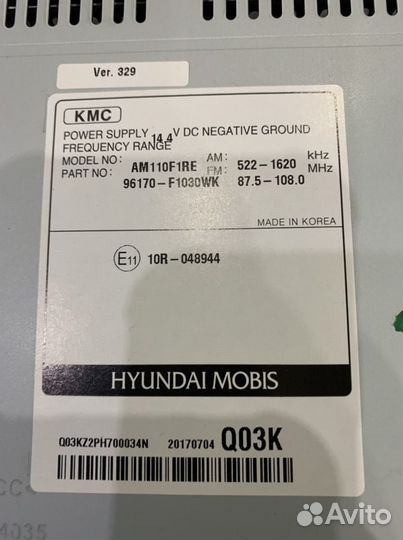 Ver. 329
KMC
POWER SUPPLY 14.4V DC NEGATIVE GROUND
FREQUENCY RANGE
MODEL NO: AM110F1RE AM: 522-1620 kHz
PART NO: 96170-F1030WK FM: 87.5-108.0 MHz
MADE IN KOREA
E11 10R-048944
HYUNDAI MOBIS
Q03KZ2PH700034N 20170704 Q03K
4035
Avito